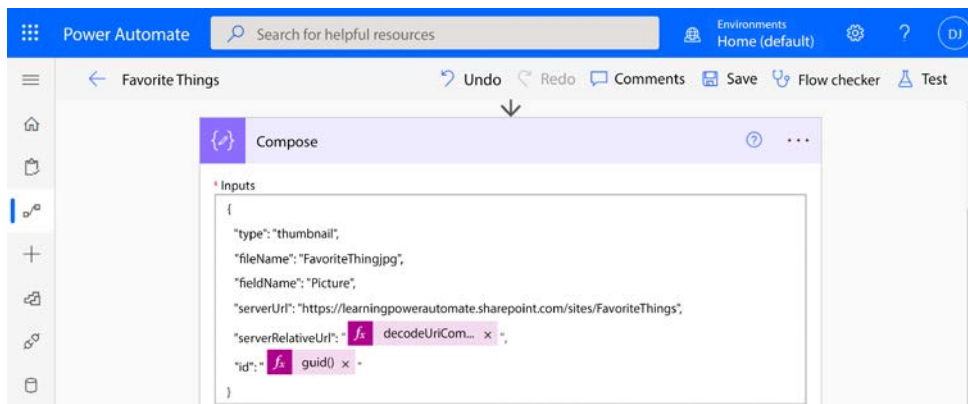 Power Automate
Search for helpful resources
Environments
Home (default)
?
DJ
Favorite Things
Undo
Redo
Comments
Save
Flow checker
Test
Compose
?
...
* Inputs
{
"type": "thumbnail",
"fileName": "FavoriteThingjpg",
"fieldName": "Picture",
"serverUrl": "https://learningpowerautomate.sharepoint.com/sites/FavoriteThings",
"serverRelativeUrl": " fx decodeUriCom... × ",
"id": " fx guid() × "
}